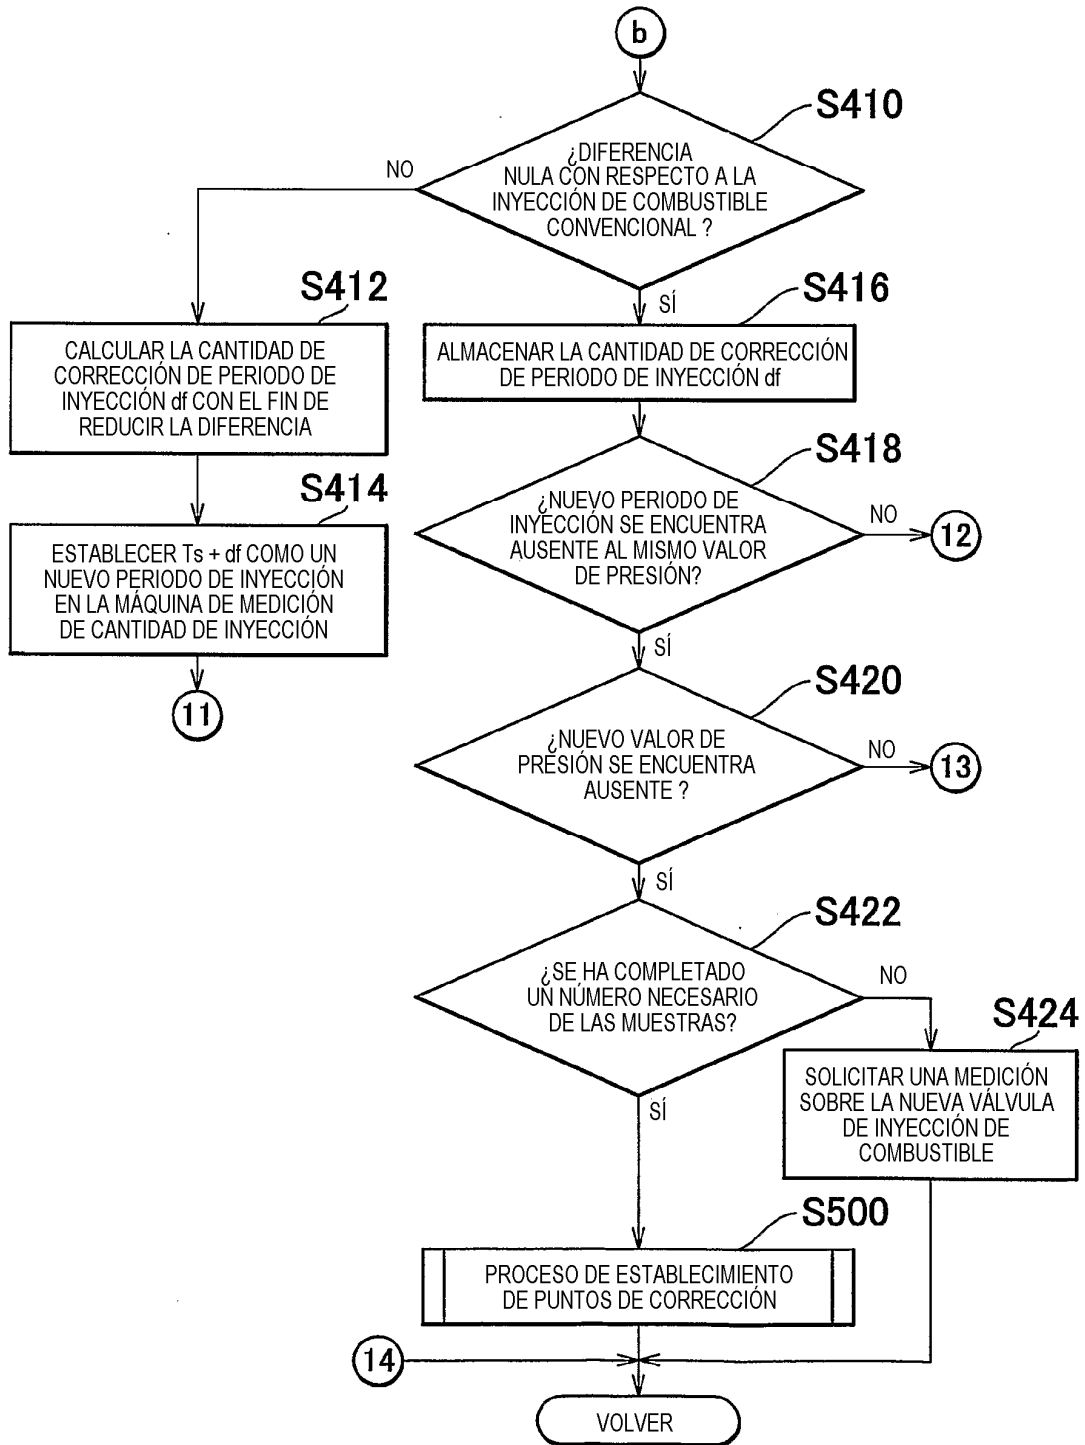 b
S410
¿DIFERENCIA
NULA CON RESPECTO A LA
INYECCIÓN DE COMBUSTIBLE
CONVENCIONAL ?
NO
SÍ
S412
CALCULAR LA CANTIDAD DE
CORRECCIÓN DE PERIODO DE
INYECCIÓN df CON EL FIN DE
REDUCIR LA DIFERENCIA
S416
ALMACENAR LA CANTIDAD DE CORRECCIÓN
DE PERIODO DE INYECCIÓN df
S414
ESTABLECER Ts + df COMO UN
NUEVO PERIODO DE INYECCIÓN
EN LA MÁQUINA DE MEDICIÓN
DE CANTIDAD DE INYECCIÓN
11
S418
¿NUEVO PERIODO DE
INYECCIÓN SE ENCUENTRA
AUSENTE AL MISMO VALOR
DE PRESIÓN?
NO
12
SÍ
S420
¿NUEVO VALOR DE
PRESIÓN SE ENCUENTRA
AUSENTE ?
NO
13
SÍ
S422
¿SE HA COMPLETADO
UN NÚMERO NECESARIO
DE LAS MUESTRAS?
NO
SÍ
S424
SOLICITAR UNA MEDICIÓN
SOBRE LA NUEVA VÁLVULA
DE INYECCIÓN DE
COMBUSTIBLE
S500
PROCESO DE ESTABLECIMIENTO
DE PUNTOS DE CORRECCIÓN
14
VOLVER